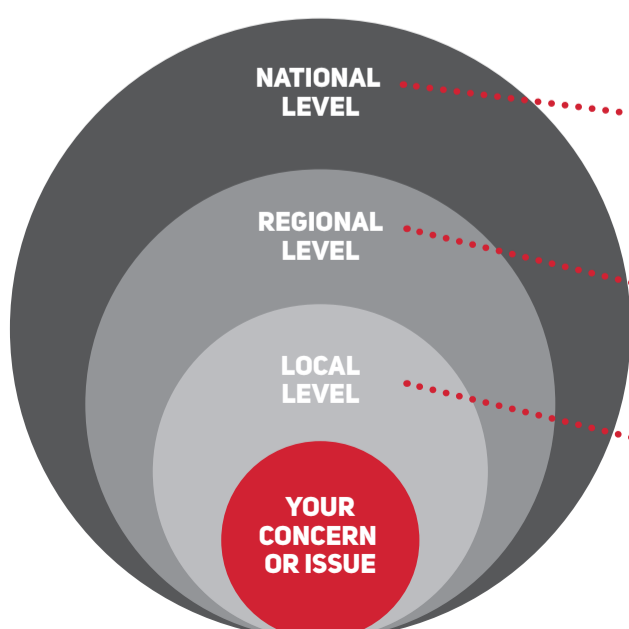 NATIONAL
LEVEL
REGIONAL
LEVEL
LOCAL
LEVEL
YOUR
CONCERN
OR ISSUE